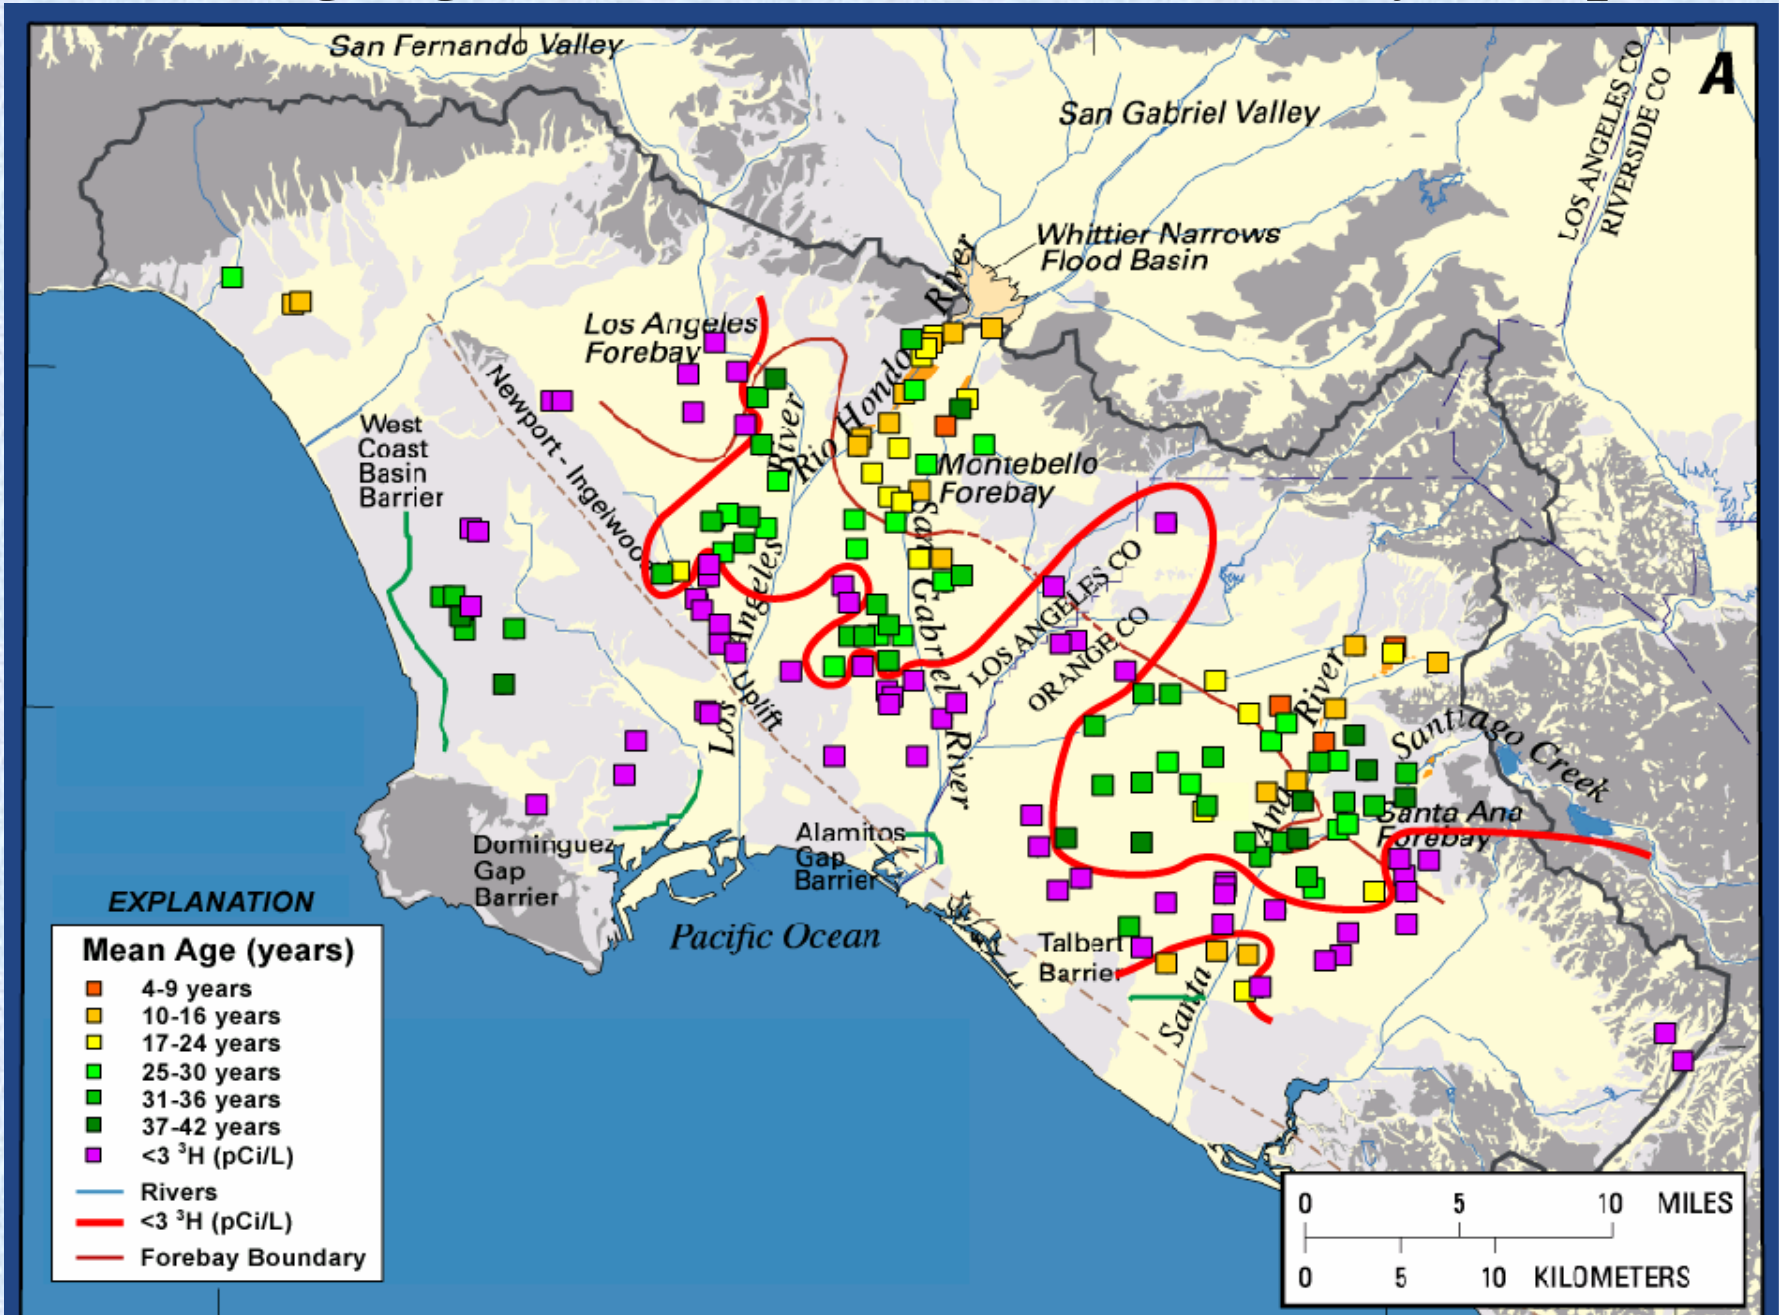 San Fernando Valley
A
San Gabriel Valley
LOS ANGELES CO
RIVERSIDE CO
Whittier Narrows
Flood Basin
River
Los Angeles
Forebay
Rio Hondo
Newport - Ingelwood
Uplift
West
Coast
Basin
Barrier
River
Los Angeles
Montebello
Forebay
San Gabriel River
LOS ANGELES CO
ORANGE CO
River
Santa Ana
Santiago Creek
Santa Ana
Forebay
Dominguez
Gap
Barrier
Alamitos
Gap
Barrier
Pacific Ocean
Talbert
Barrier
EXPLANATION
Mean Age (years)
4-9 years
10-16 years
17-24 years
25-30 years
31-36 years
37-42 years
<3 ³H (pCi/L)
Rivers
<3 ³H (pCi/L)
Forebay Boundary
0 5 10 MILES
0 5 10 KILOMETERS